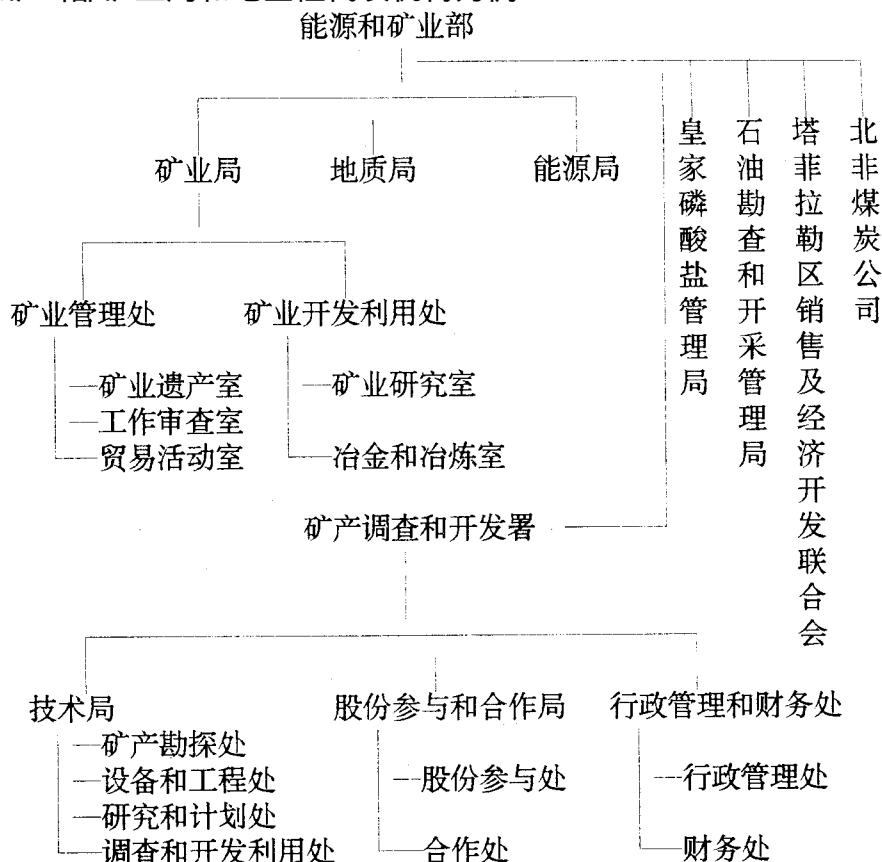 能源和矿业部
矿业局
地质局
能源局
皇家磷酸盐管理局
石油勘查和开采管理局
塔菲拉勒区销售及经济开发联合会
北非煤炭公司
矿业管理处
矿业开发利用处
矿业遗产室
工作审查室
贸易活动室
矿业研究室
冶金和冶炼室
矿产调查和开发署
技术局
股份参与和合作局
行政管理和财务处
矿产勘探处
设备和工程处
研究和计划处
调查和开发利用处
股份参与处
合作处
行政管理处
财务处